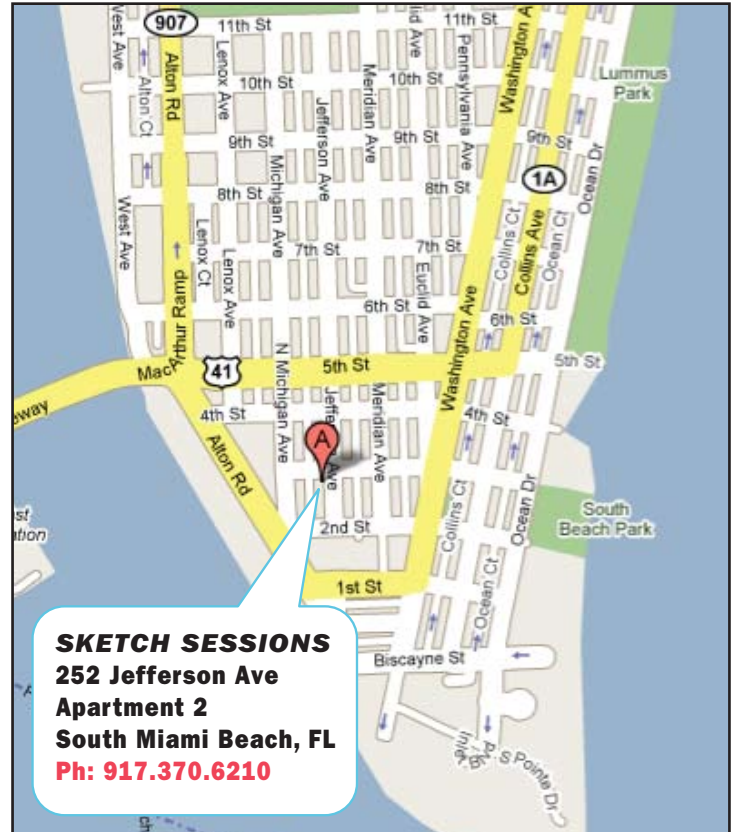 907
11th St
11th St
West Ave
Alton Ct
Alton Rd
Lenox Ave
10th St
Jefferson Ave
Meridian Ave
10th St
Pennsylvania Ave
Washington Ave
Lummus
Park
9th St
Michigan Ave
9th St
9th St
1A
Ocean Dr
8th St
8th St
West Ave
Lenox Ct
Lenox Ave
7th St
7th St
Euclid Ave
Collins Ct
Collins Ave
Ocean Ct
6th St
6th St
MacArthur Ramp
41
5th St
5th St
N Michigan Ave
Washington Ave
4th St
Meridian Ave
4th St
A
Alton Rd
2nd St
Collins Ct
Ocean Dr
South
Beach Park
1st St
Ocean Ct
Biscayne St
S Pointe Dr
SKETCH SESSIONS
252 Jefferson Ave
Apartment 2
South Miami Beach, FL
Ph: 917.370.6210